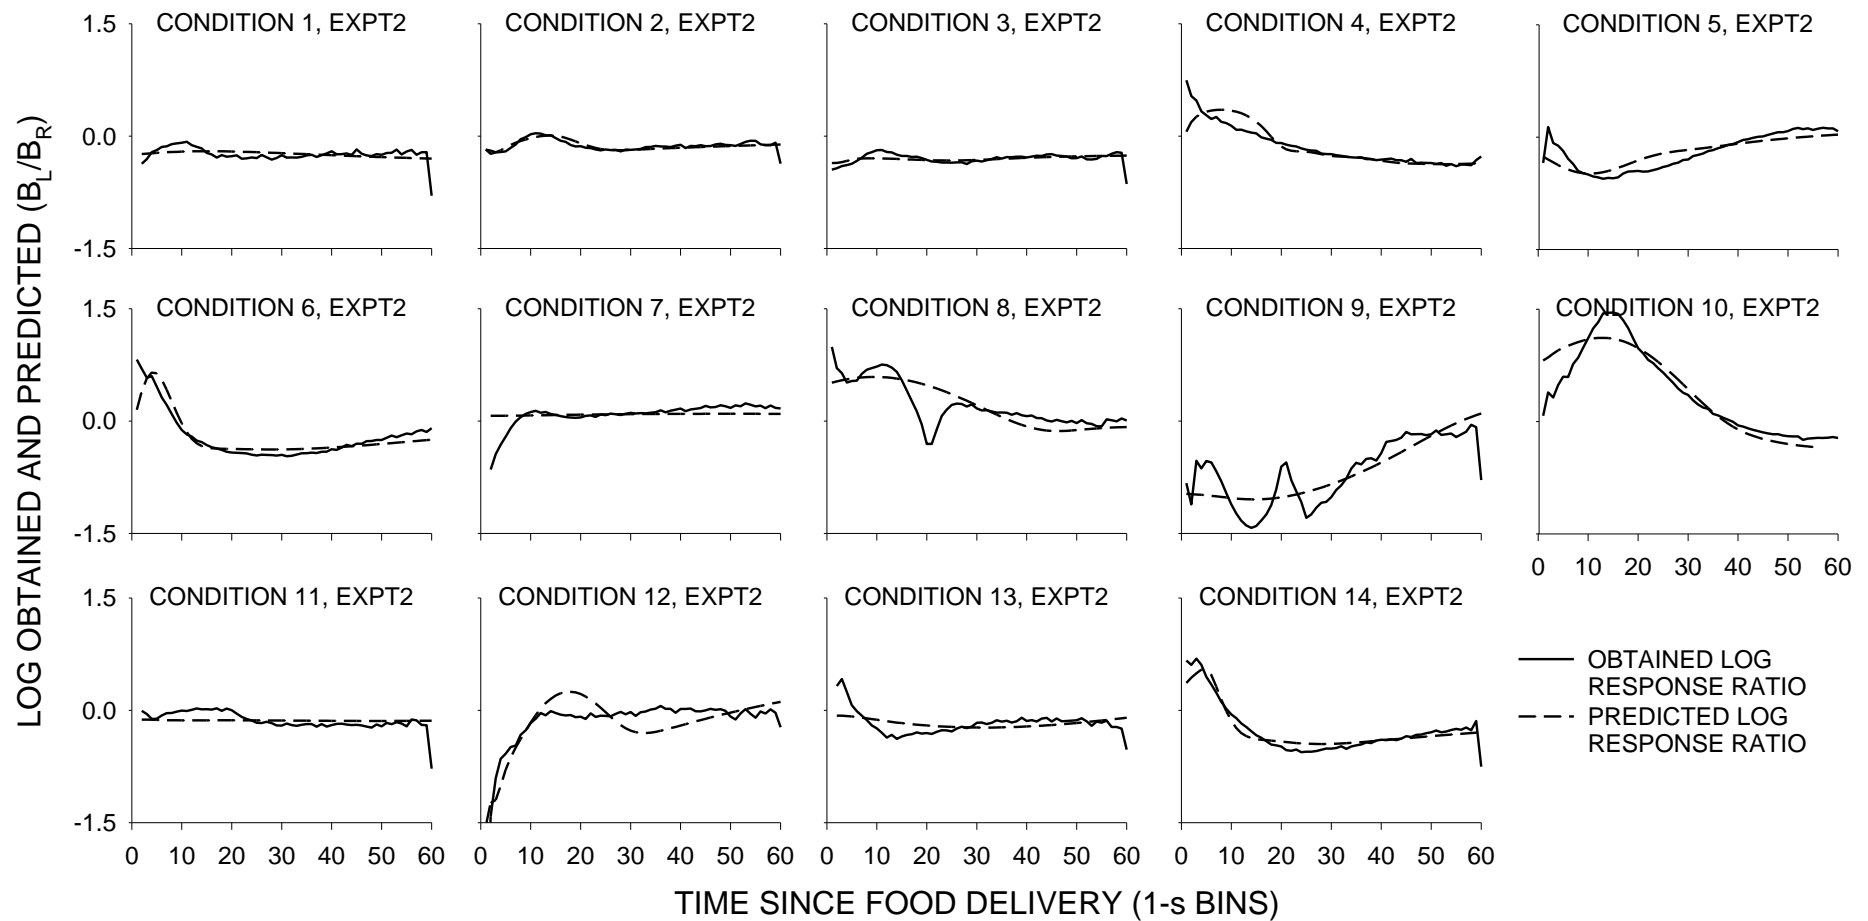 LOG OBTAINED AND PREDICTED (B_L/B_R)
CONDITION 1, EXPT2
CONDITION 2, EXPT2
CONDITION 3, EXPT2
CONDITION 4, EXPT2
CONDITION 5, EXPT2
1.5
0.0
-1.5
CONDITION 6, EXPT2
CONDITION 7, EXPT2
CONDITION 8, EXPT2
CONDITION 9, EXPT2
CONDITION 10, EXPT2
1.5
0.0
-1.5
0 10 20 30 40 50 60
CONDITION 11, EXPT2
CONDITION 12, EXPT2
CONDITION 13, EXPT2
CONDITION 14, EXPT2
1.5
0.0
-1.5
0 10 20 30 40 50 60
0 10 20 30 40 50 60
0 10 20 30 40 50 60
0 10 20 30 40 50 60
OBTAINED LOG
RESPONSE RATIO
PREDICTED LOG
RESPONSE RATIO
TIME SINCE FOOD DELIVERY (1-s BINS)